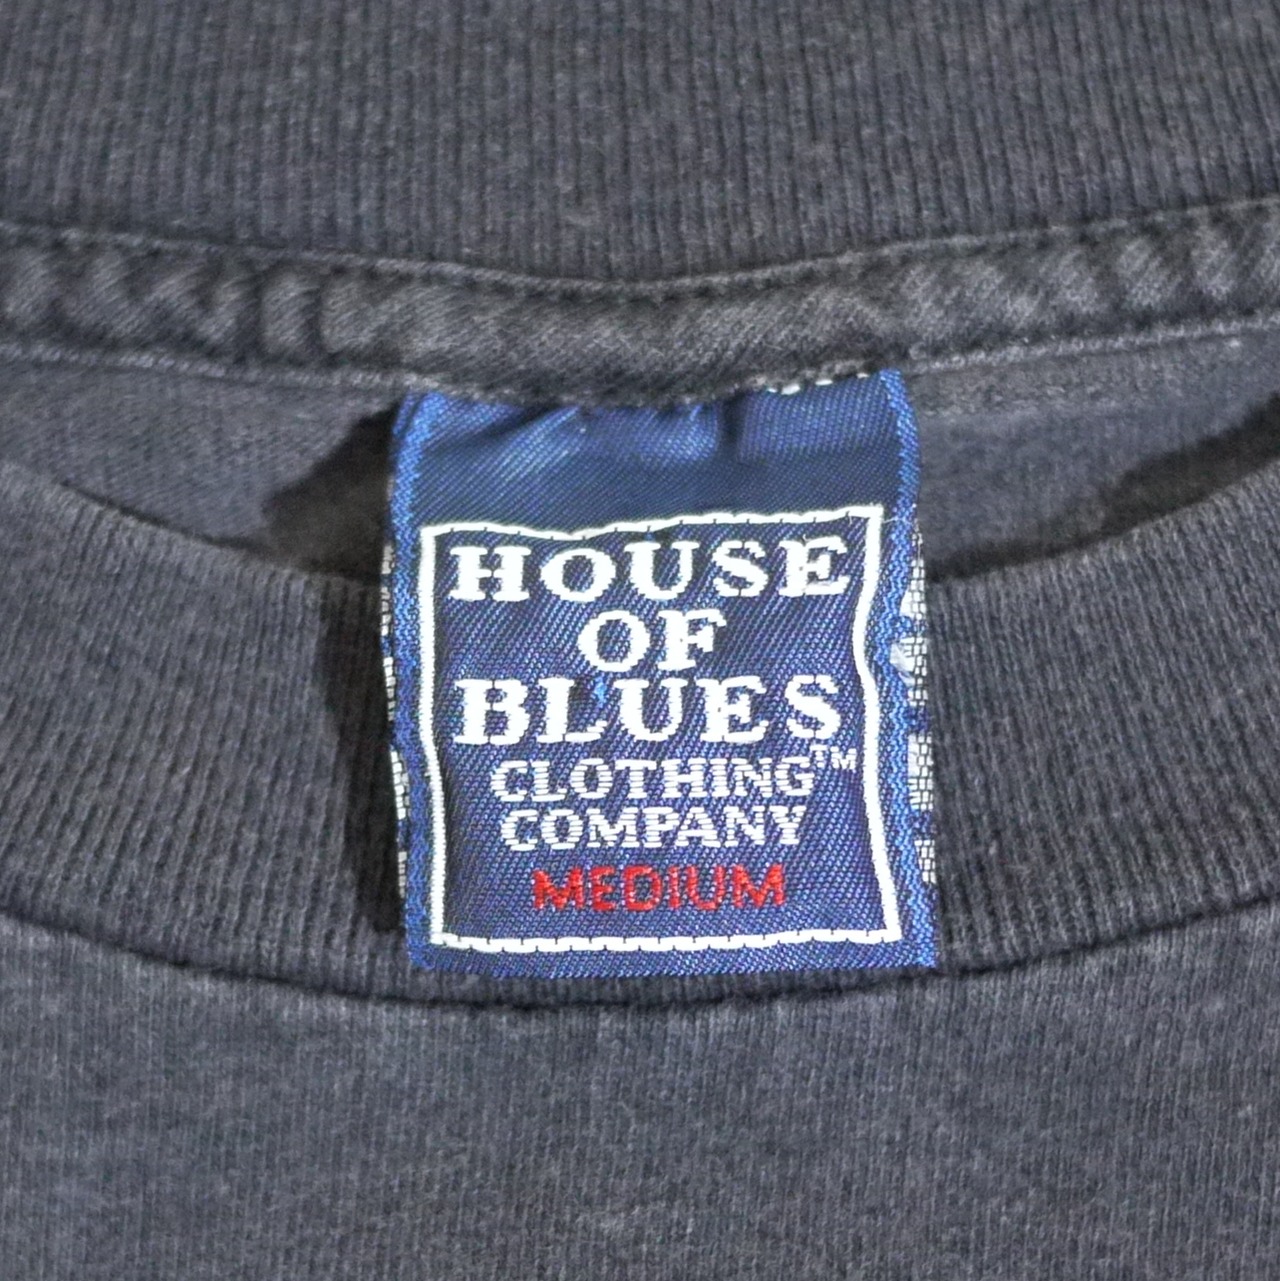 HOUSE
OF
BLUES
CLOTHING™
COMPANY
MEDIUM